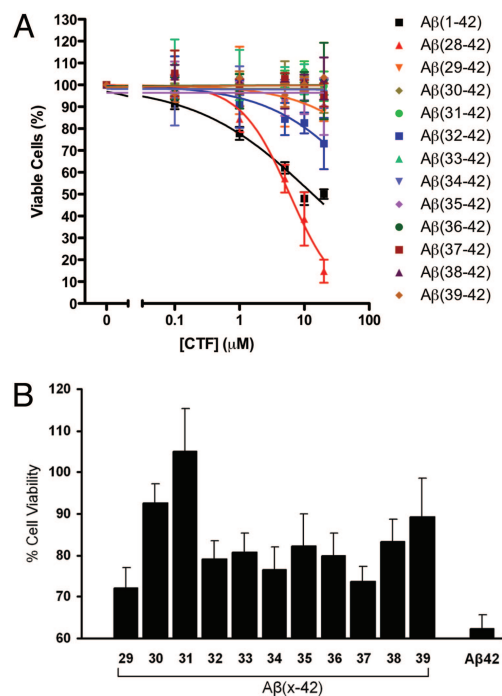 A
130
120
110
100
90
80
70
60
50
40
30
20
10
0
Viable Cells (%)
0 0.1 1 10 100
[CTF] (μM)
Aβ(1-42)
Aβ(28-42)
Aβ(29-42)
Aβ(30-42)
Aβ(31-42)
Aβ(32-42)
Aβ(33-42)
Aβ(34-42)
Aβ(35-42)
Aβ(36-42)
Aβ(37-42)
Aβ(38-42)
Aβ(39-42)
B
120
110
100
90
80
70
60
% Cell Viability
29 30 31 32 33 34 35 36 37 38 39 Aβ42
Aβ(x-42)